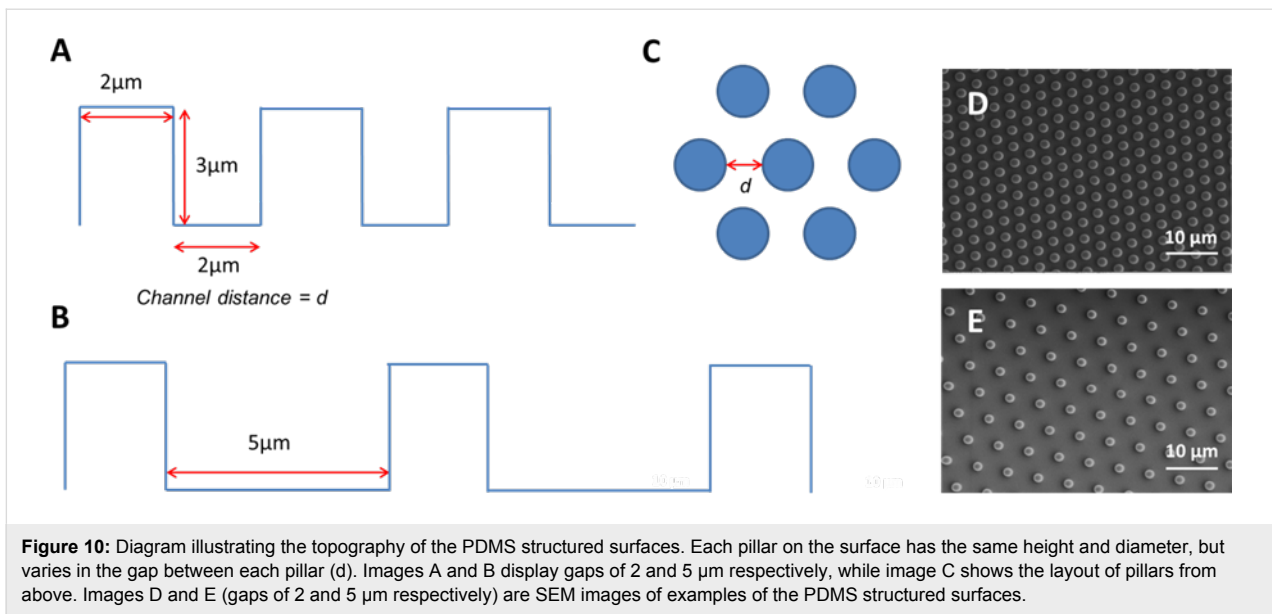 A
2µm
3µm
2µm
Channel distance = d
B
5µm
C
d
D
10 µm
E
10 µm
Figure 10: Diagram illustrating the topography of the PDMS structured surfaces. Each pillar on the surface has the same height and diameter, but
varies in the gap between each pillar (d). Images A and B display gaps of 2 and 5 µm respectively, while image C shows the layout of pillars from
above. Images D and E (gaps of 2 and 5 µm respectively) are SEM images of examples of the PDMS structured surfaces.